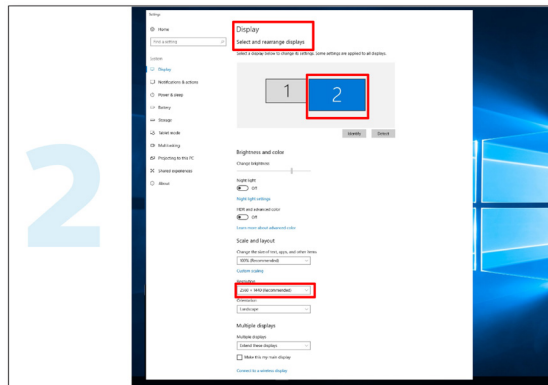 2
Settings
Home
Find a setting
System
Display
Notifications & actions
Power & sleep
Battery
Storage
Tablet mode
Multitasking
Projecting to this PC
Shared experiences
About
Display
Select and rearrange displays
Select a display below to change its settings. Some settings are applied to all displays.
1
2
Identify
Detect
Brightness and color
Change brightness
Night light
Off
Night light settings
HDR and advanced color
Off
Learn more about advanced color
Scale and layout
Change the size of text, apps, and other items
100% (Recommended)
Custom scaling
Resolution
2560 × 1440 (Recommended)
Orientation
Landscape
Multiple displays
Multiple displays
Extend these displays
Make this my main display
Connect to a wireless display